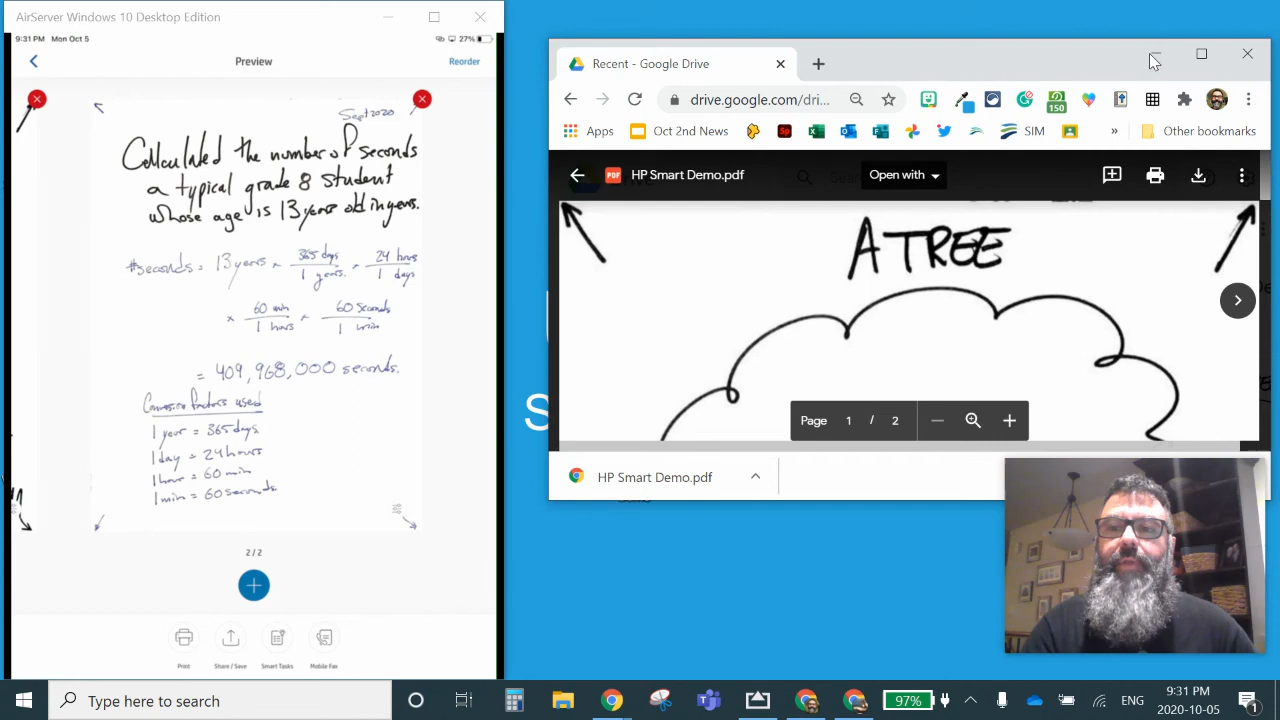 AirServer Windows 10 Desktop Edition
9:31 PM Mon Oct 5
27%
Preview
Reorder
Sept 2020
Calculated the number of seconds
a typical grade 8 student
whose age is 13 years old in years.
#seconds = 13 years × 365 days / 1 years. × 24 hours / 1 days
× 60 min / 1 hours × 60 seconds / 1 min
= 409,968,000 seconds.
Conversion factors used
1 year = 365 days
1 day = 24 hours
1 hour = 60 min
1 min = 60 seconds
2 / 2
Print
Share / Save
Smart Tasks
Mobile Fax
Recent - Google Drive
drive.google.com/dri...
150
Apps
Oct 2nd News
Sp
SIM
»
Other bookmarks
PDF
HP Smart Demo.pdf
Open with
A TREE
Page 1 / 2
HP Smart Demo.pdf
S
Type here to search
97%
ENG
9:31 PM
2020-10-05
1